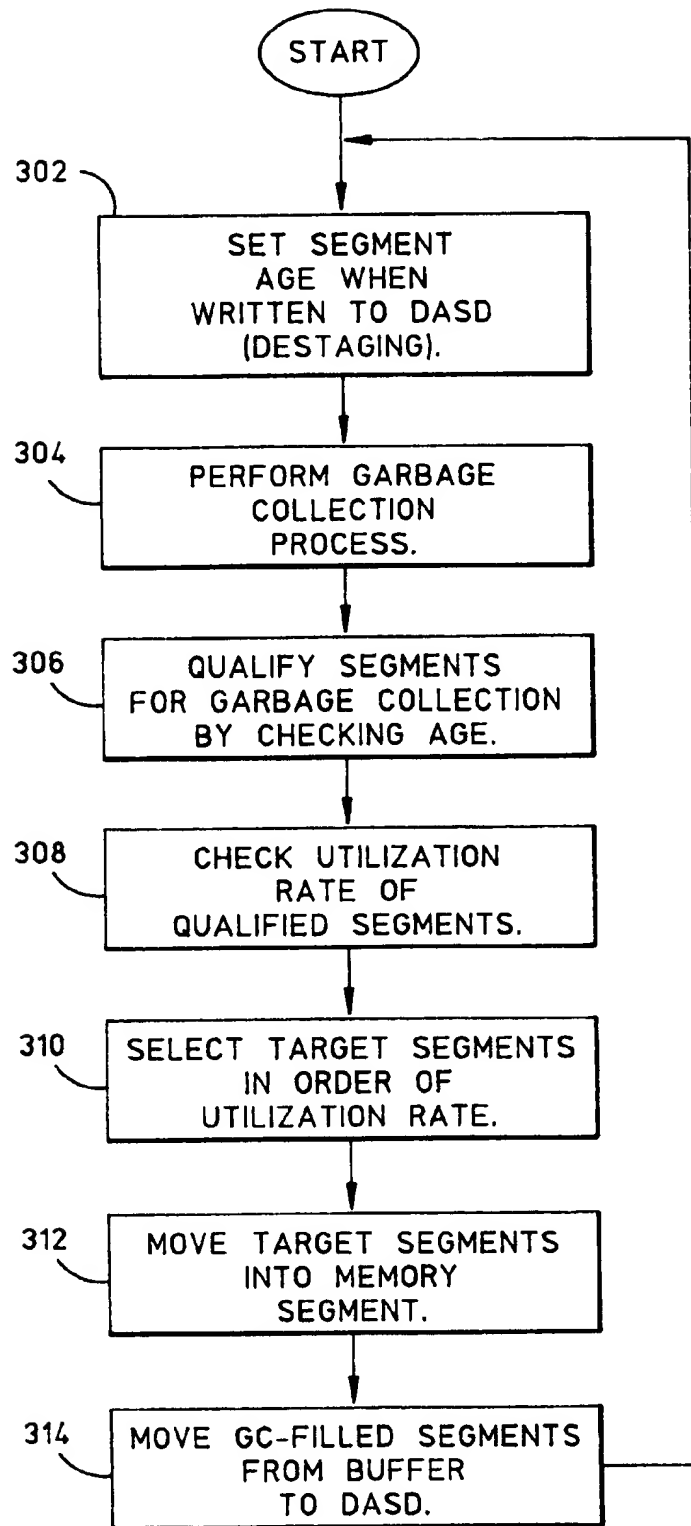 START
302
SET SEGMENT
AGE WHEN
WRITTEN TO DASD
(DESTAGING).
304
PERFORM GARBAGE
COLLECTION
PROCESS.
306
QUALIFY SEGMENTS
FOR GARBAGE COLLECTION
BY CHECKING AGE.
308
CHECK UTILIZATION
RATE OF
QUALIFIED SEGMENTS.
310
SELECT TARGET SEGMENTS
IN ORDER OF
UTILIZATION RATE.
312
MOVE TARGET SEGMENTS
INTO MEMORY
SEGMENT.
314
MOVE GC-FILLED SEGMENTS
FROM BUFFER
TO DASD.